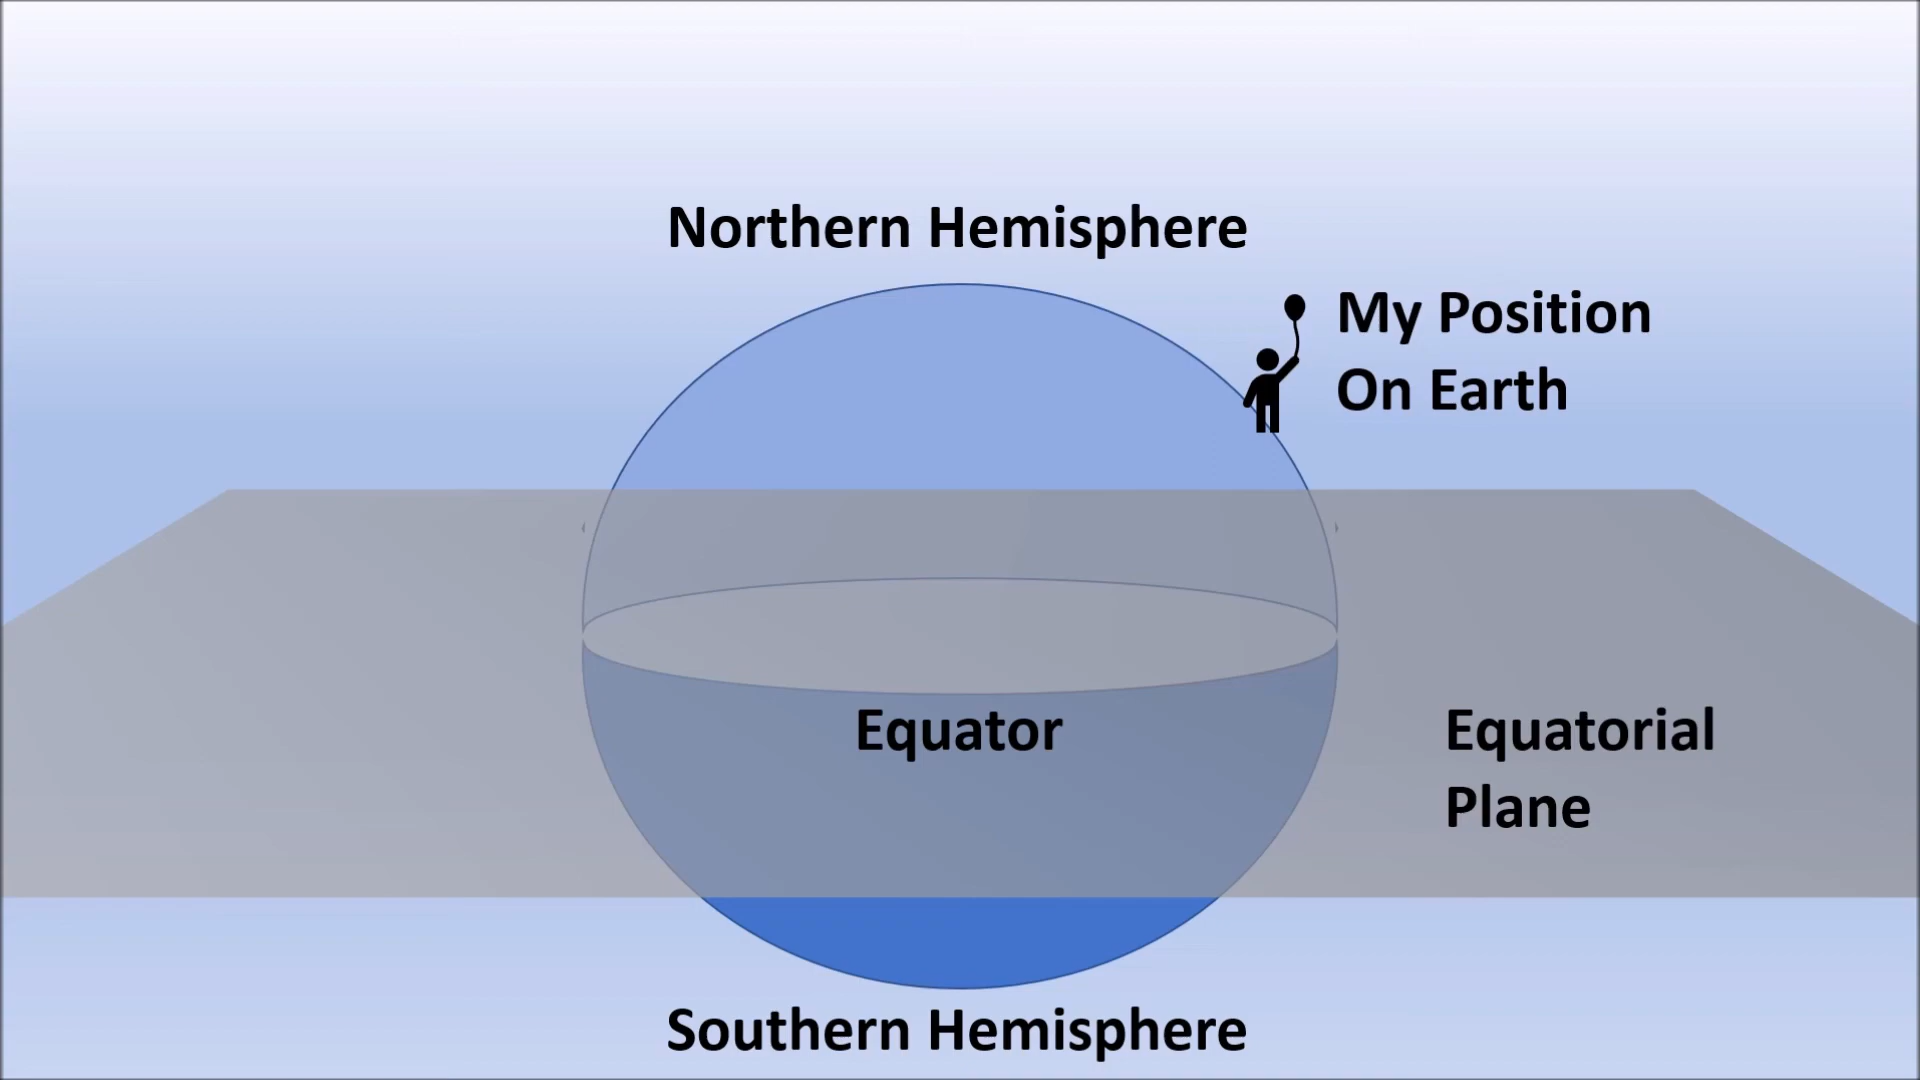 Northern Hemisphere
My Position
On Earth
Equator
Equatorial
Plane
Southern Hemisphere